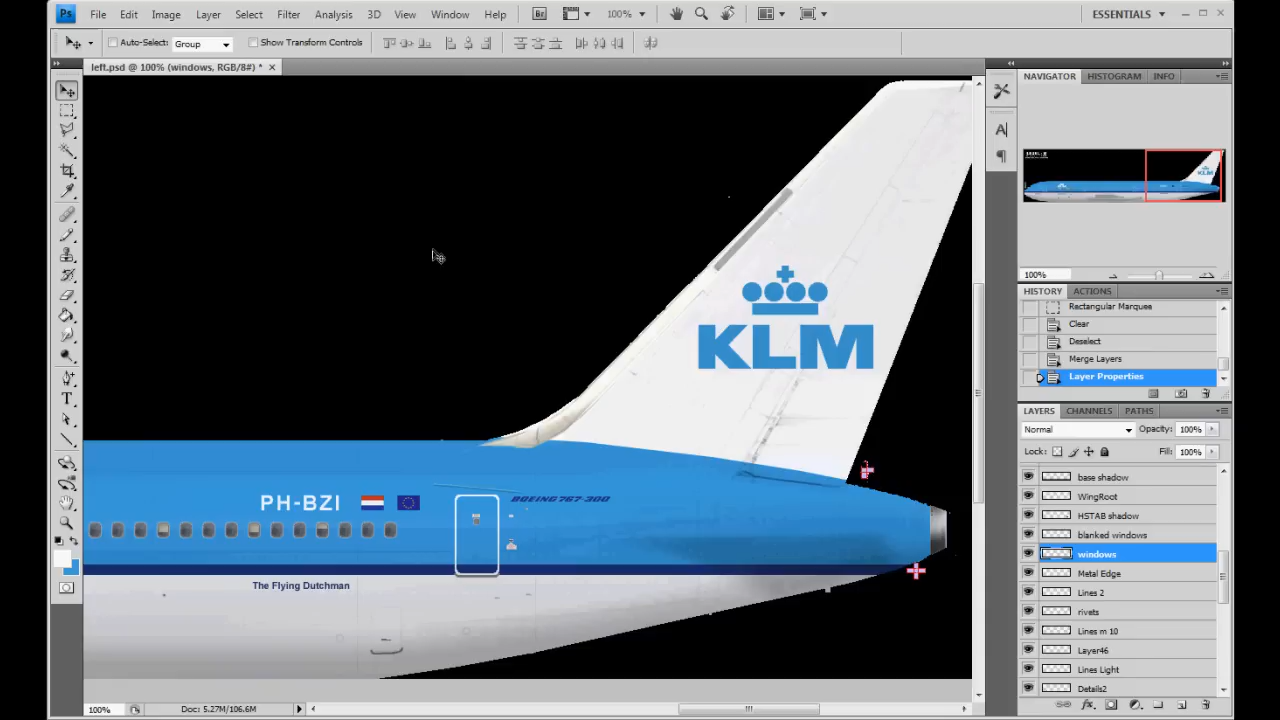 Ps File Edit Image Layer Select Filter Analysis 3D View Window Help Br 100% ESSENTIALS
Auto-Select: Group Show Transform Controls
left.psd @ 100% (windows, RGB/8#) *
NAVIGATOR HISTOGRAM INFO
KLM
100%
HISTORY ACTIONS
Rectangular Marquee
Clear
Deselect
Merge Layers
Layer Properties
LAYERS CHANNELS PATHS
Normal Opacity: 100%
Lock: Fill: 100%
base shadow
WingRoot
HSTAB shadow
blanked windows
windows
Metal Edge
Lines 2
rivets
Lines m 10
Layer46
Lines Light
Details2
PH-BZI
BOEING 767-300
The Flying Dutchman
100% Doc: 5.27M/106.6M